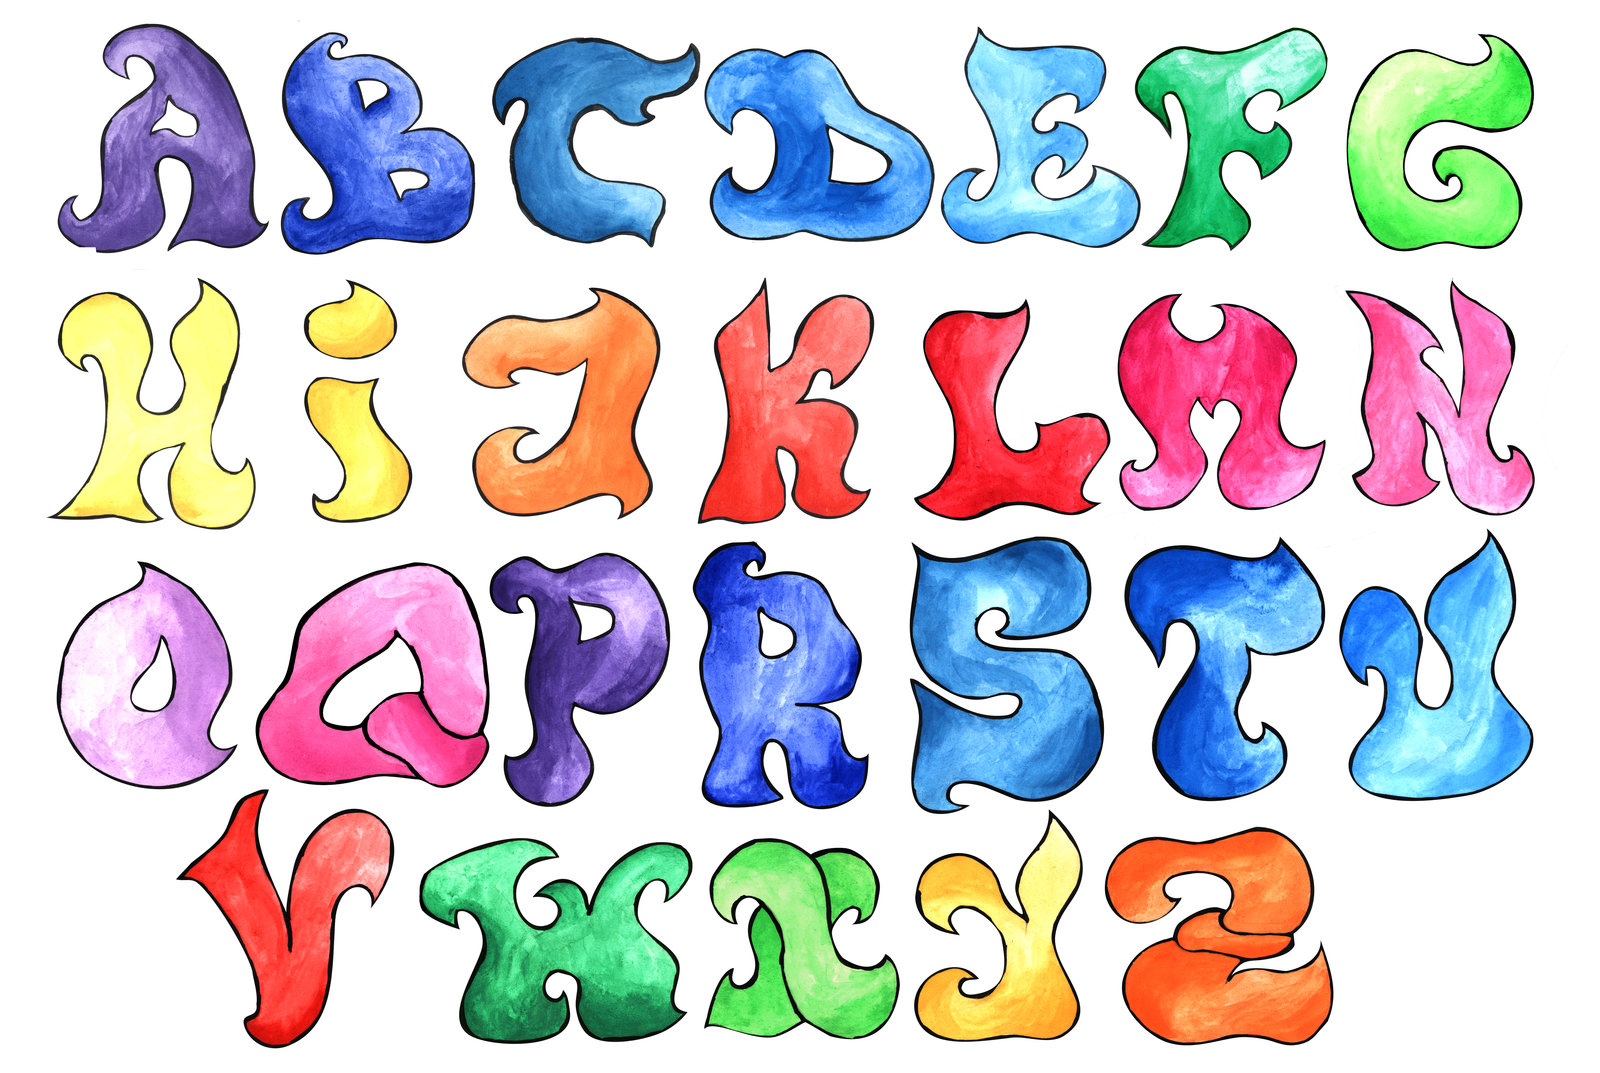 ABCDEFG
HiJKLMN
OQPRSTU
VWXYZ